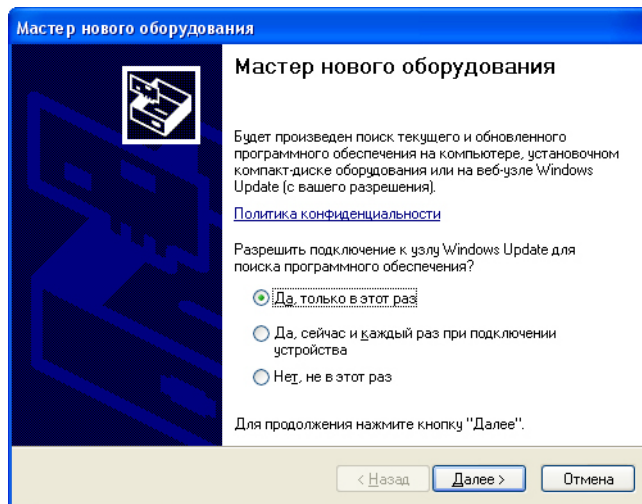 Мастер нового оборудования
Мастер нового оборудования
Будет произведен поиск текущего и обновленного
программного обеспечения на компьютере, установочном
компакт-диске оборудования или на веб-узле Windows
Update (с вашего разрешения).
Политика конфиденциальности
Разрешить подключение к узлу Windows Update для
поиска программного обеспечения?
Да, только в этот раз
Да, сейчас и каждый раз при подключении
устройства
Нет, не в этот раз
Для продолжения нажмите кнопку "Далее".
< Назад Далее > Отмена